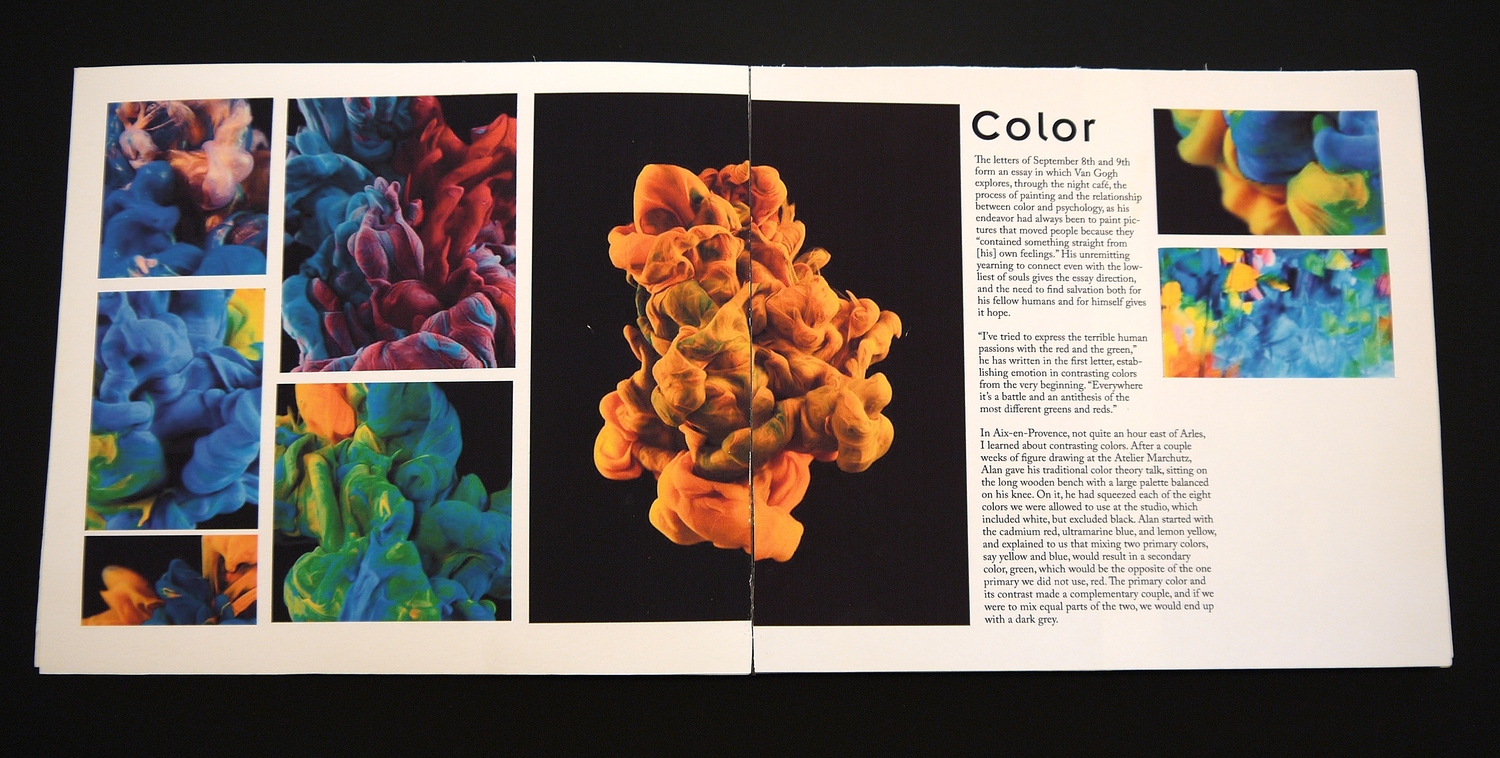 Color
The letters of September 8th and 9th
form an essay in which Van Gogh
explores, through the night café, the
process of painting and the relationship
between color and psychology, as his
endeavor had always been to paint pic-
tures that moved people because they
“contained something straight from
[his] own feelings.” His unremitting
yearning to connect even with the low-
liest of souls gives the essay direction,
and the need to find salvation both for
his fellow humans and for himself gives
it hope.
“I’ve tried to express the terrible human
passions with the red and the green,”
he has written in the first letter, estab-
lishing emotion in contrasting colors
from the very beginning. “Everywhere
it’s a battle and an antithesis of the
most different greens and reds.”
In Aix-en-Provence, not quite an hour east of Arles,
I learned about contrasting colors. After a couple
weeks of figure drawing at the Atelier Marchutz,
Alan gave his traditional color theory talk, sitting on
the long wooden bench with a large palette balanced
on his knee. On it, he had squeezed each of the eight
colors we were allowed to use at the studio, which
included white, but excluded black. Alan started with
the cadmium red, ultramarine blue, and lemon yellow,
and explained to us that mixing two primary colors,
say yellow and blue, would result in a secondary
color, green, which would be the opposite of the one
primary we did not use, red. The primary color and
its contrast made a complementary couple, and if we
were to mix equal parts of the two, we would end up
with a dark grey.